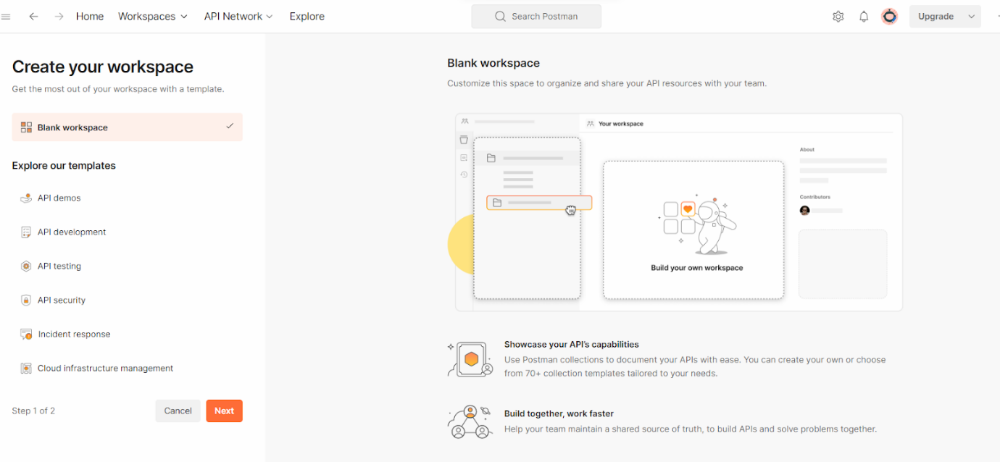 Home Workspaces API Network Explore Search Postman Upgrade
Create your workspace
Get the most out of your workspace with a template.
Blank workspace
Explore our templates
API demos
API development
API testing
API security
Incident response
Cloud infrastructure management
Step 1 of 2 Cancel Next
Blank workspace
Customize this space to organize and share your API resources with your team.
Your workspace
About
Contributors
Build your own workspace
Showcase your API's capabilities
Use Postman collections to document your APIs with ease. You can create your own or choose
from 70+ collection templates tailored to your needs.
Build together, work faster
Help your team maintain a shared source of truth, to build APIs and solve problems together.